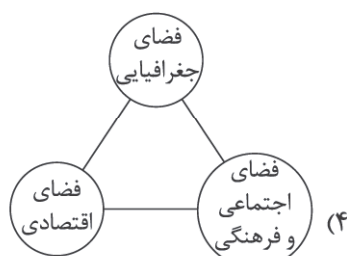 فضای
جغرافیایی
فضای
اجتماعی
و فرهنگی
فضای
اقتصادی
۴)